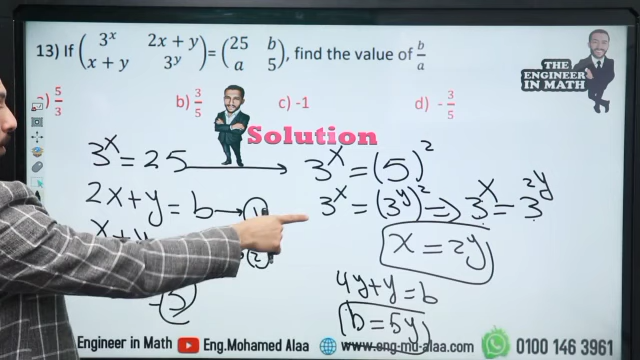 13) If ( 3^x 2x + y ) = ( 25 b ), find the value of b/a
( x + y 3^y ) ( a 5 )
THE
ENGINEER
IN MATH
5/3 b) 3/5 c) -1 d) - 3/5
Solution
3^x = 25 → 3^x = (5)^2
2x + y = b → 1 3^x = (3^y)^2 ⇒ 3^x = 3^2y
x + y
2 x = 2y
4y + y = b
b = 5y
Engineer in Math Eng.Mohamed Alaa www.eng-md-alaa.com 0100 146 3961